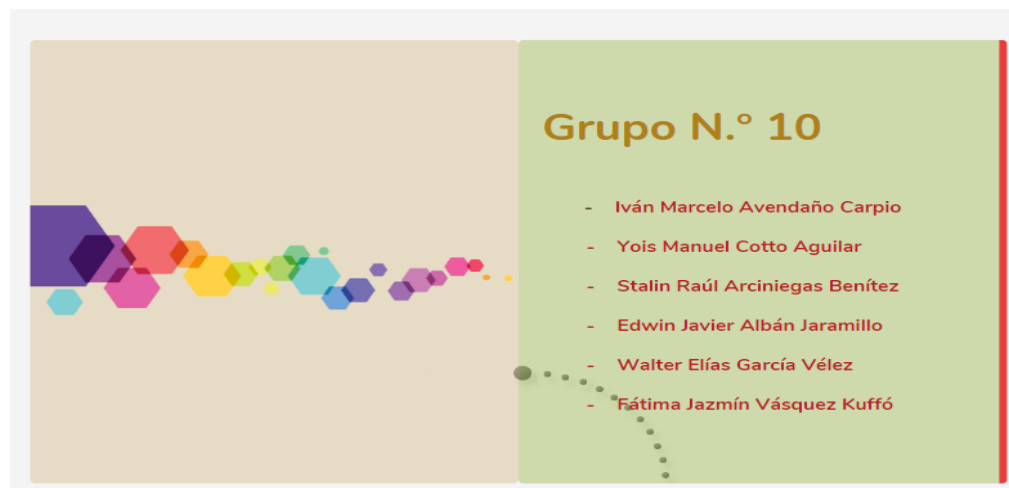 Grupo N.° 10
- Iván Marcelo Avendaño Carpio
- Yois Manuel Cotto Aguilar
- Stalin Raúl Arciniegas Benítez
- Edwin Javier Albán Jaramillo
- Walter Elías García Vélez
- Fátima Jazmín Vásquez Kuffó